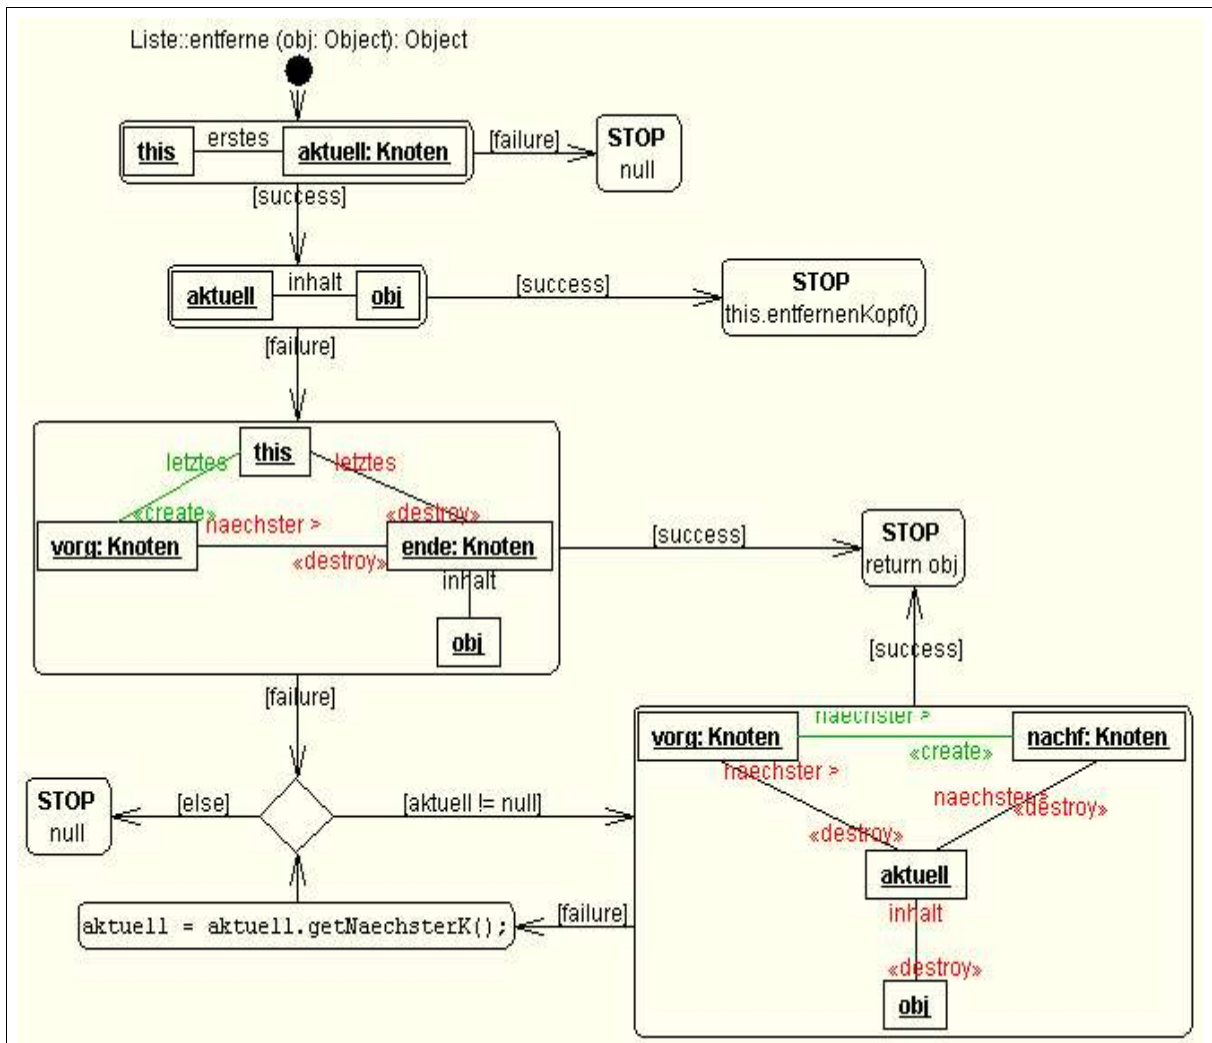 Liste::entferne (obj: Object): Object
this
erstes
aktuell: Knoten
[failure]
STOP
null
[success]
aktuell
inhalt
obj
[success]
STOP
this.entfernenKopf()
[failure]
this
letztes
letztes
«create»
naechster >
«destroy»
vorg: Knoten
ende: Knoten
«destroy»
inhalt
obj
[success]
STOP
return obj
[success]
[failure]
vorg: Knoten
naechster >
nachf: Knoten
«create»
naechster >
naechster >
«destroy»
«destroy»
aktuell
inhalt
«destroy»
obj
STOP
null
[else]
[aktuell != null]
aktuell = aktuell.getNaechsterK();
[failure]